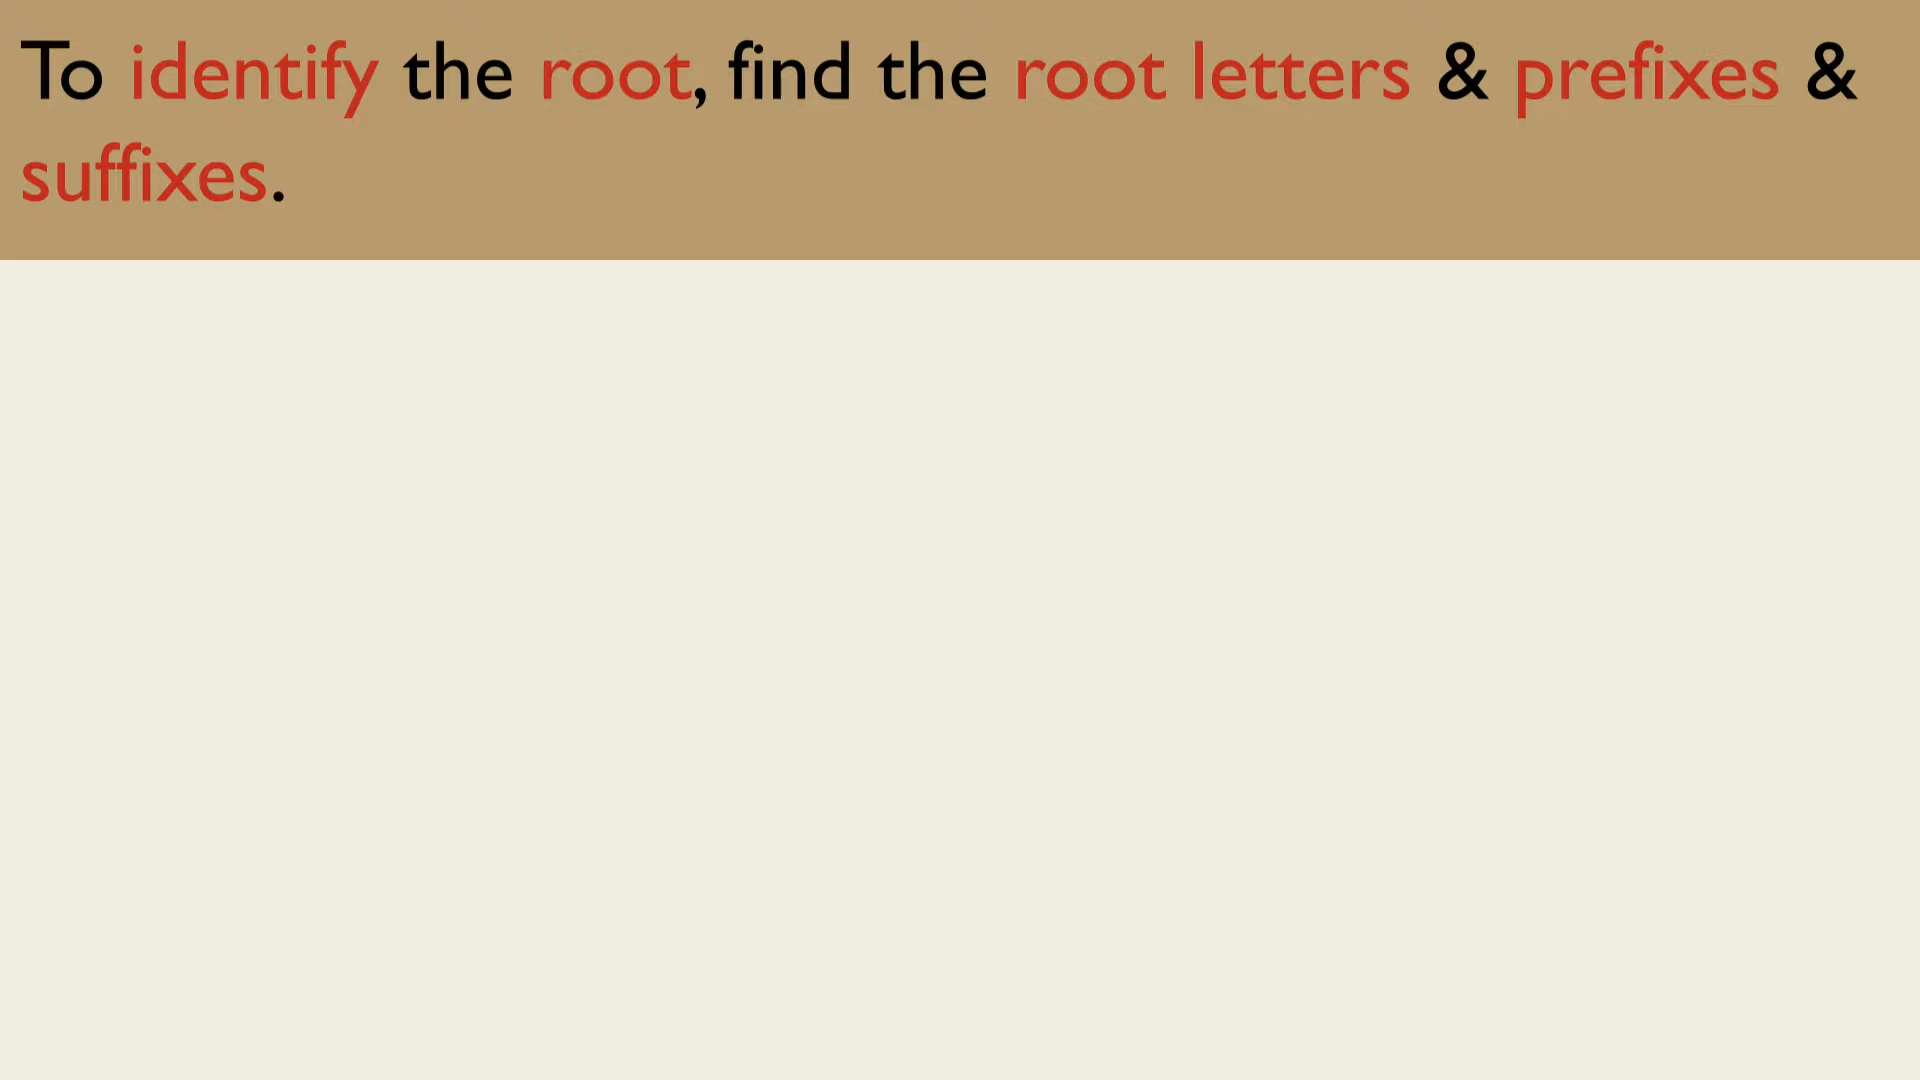 To identify the root, find the root letters & prefixes &
suffixes.